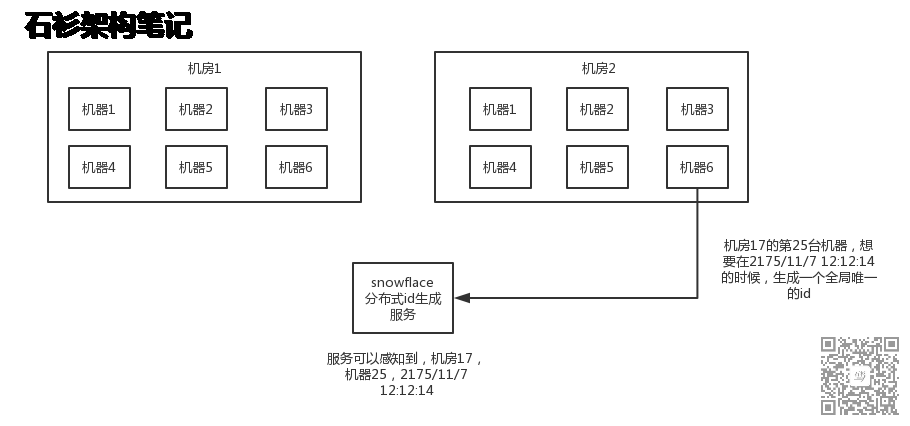 石衫架构笔记
机房1
机房2
机器1
机器2
机器3
机器1
机器2
机器3
机器4
机器5
机器6
机器4
机器5
机器6
机房17的第25台机器，想
要在2175/11/7 12:12:14
的时候，生成一个全局唯一
的id
snowflace
分布式id生成
服务
服务可以感知到，机房17，
机器25，2175/11/7
12:12:14